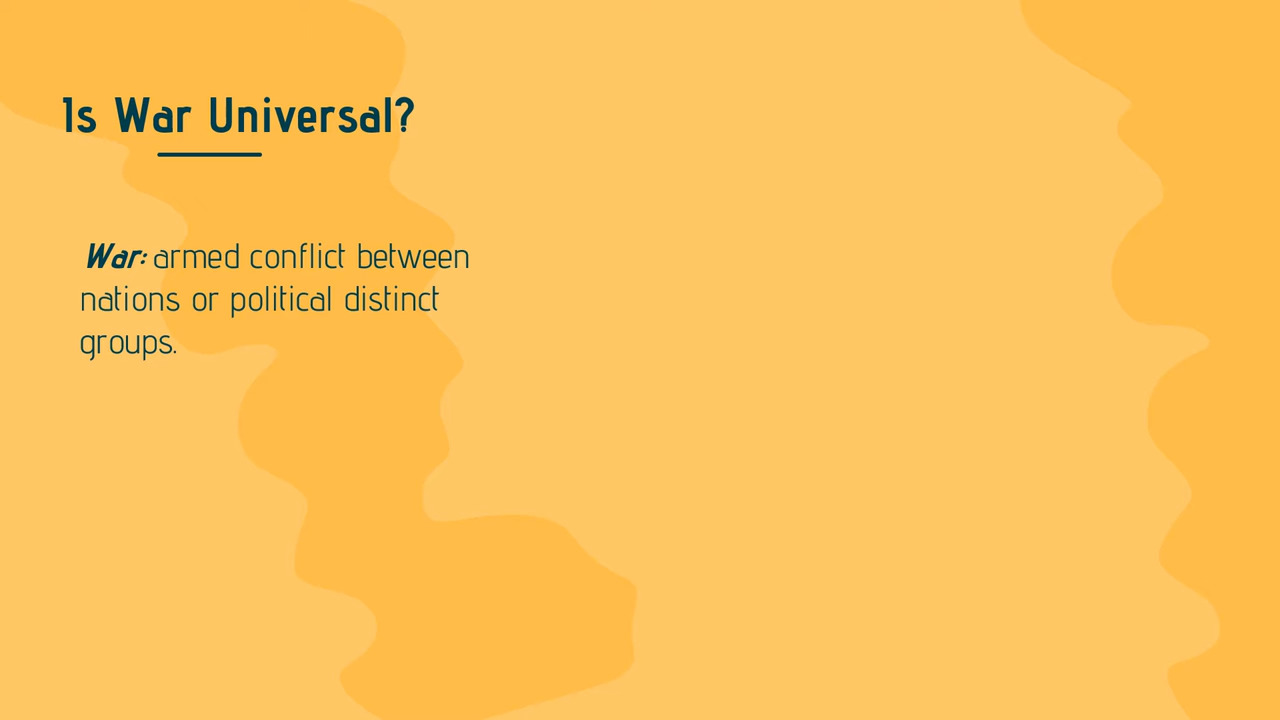 Is War Universal?
War: armed conflict between
nations or political distinct
groups.